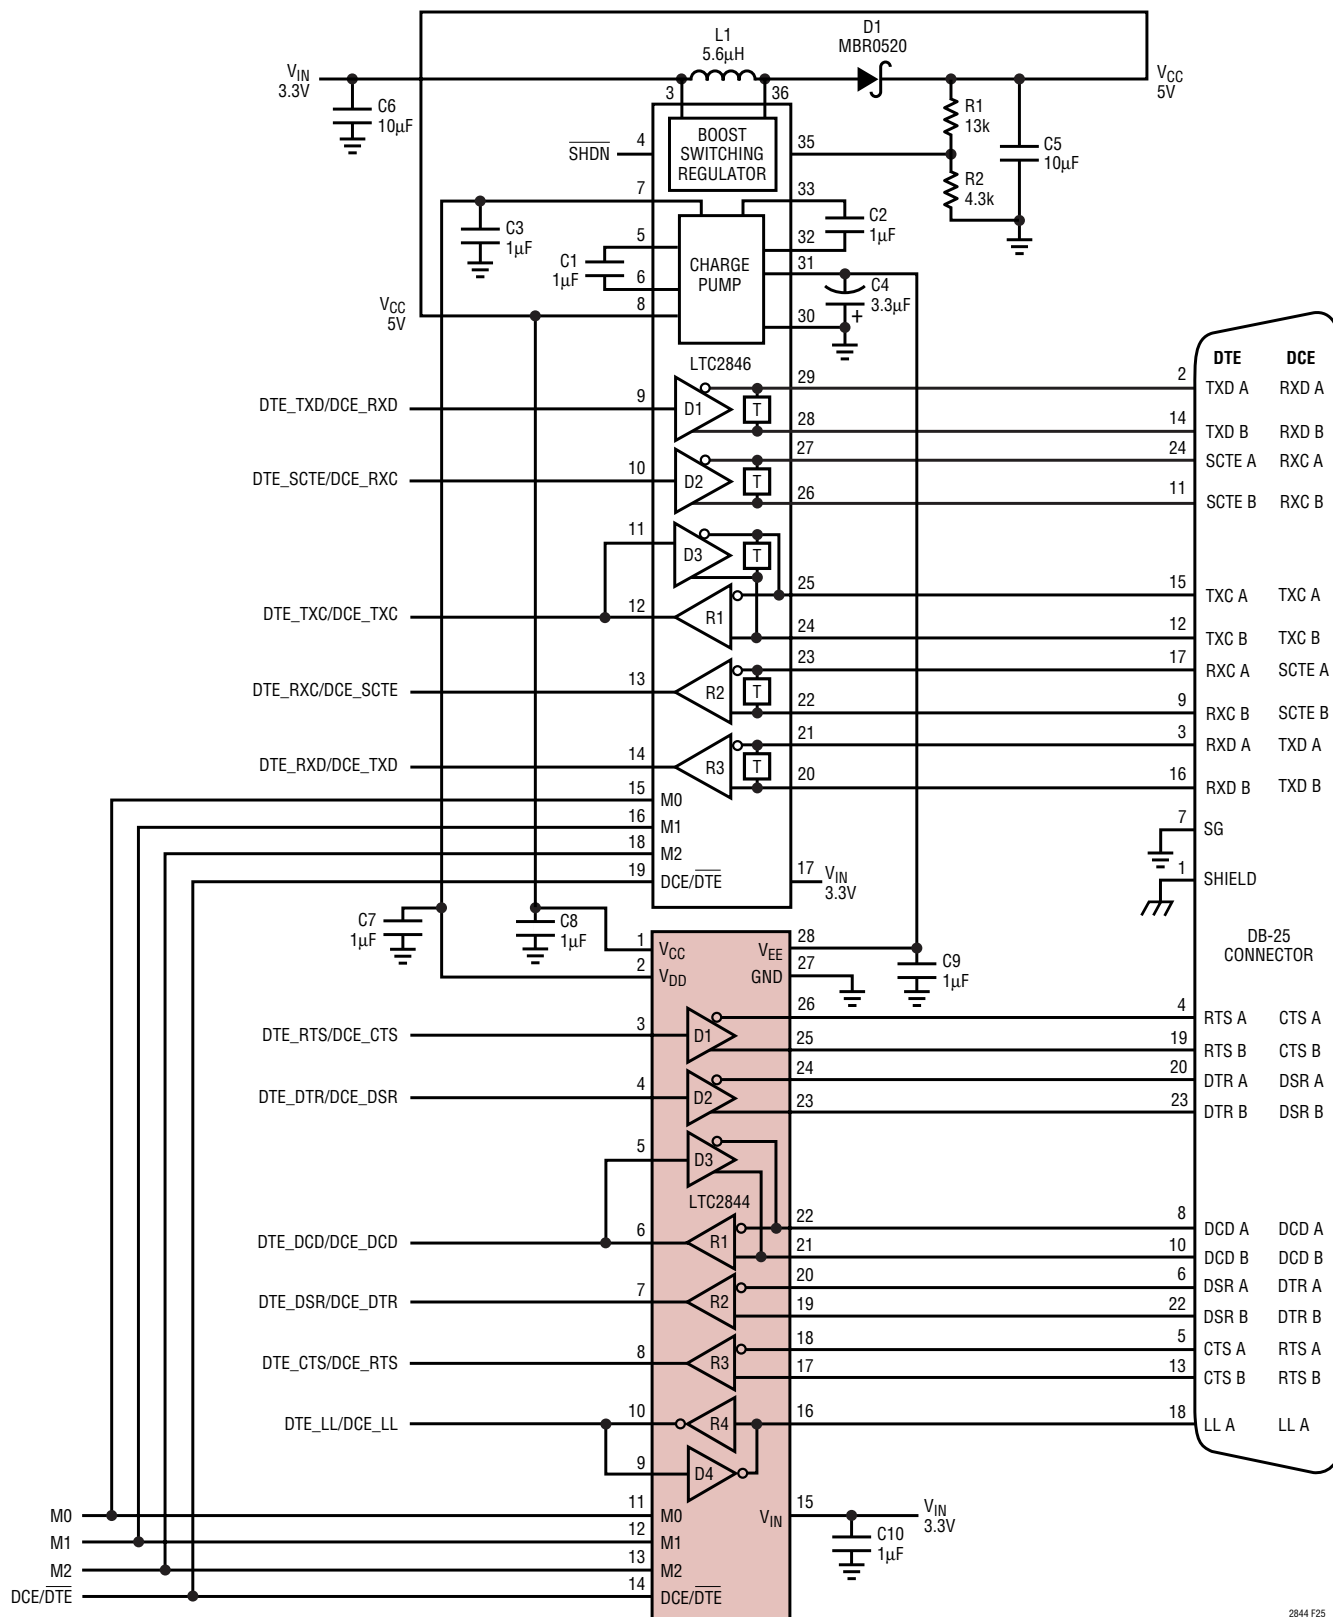 L1
5.6µH
D1
MBR0520
VIN
3.3V
C6
10µF
3
36
VCC
5V
R1
13k
C5
10µF
R2
4.3k
4
SHDN
BOOST
SWITCHING
REGULATOR
35
7
33
C3
1µF
C2
1µF
5
32
C1
1µF
6
CHARGE
PUMP
31
C4
3.3µF
+
VCC
5V
8
30
LTC2846
DTE DCE
DTE_TXD/DCE_RXD 9 D1 T 29 2 TXD A RXD A
28 14 TXD B RXD B
DTE_SCTE/DCE_RXC 10 D2 T 27 24 SCTE A RXC A
26 11 SCTE B RXC B
11 D3 T
25 15 TXC A TXC A
DTE_TXC/DCE_TXC 12 R1 24 12 TXC B TXC B
23 17 RXC A SCTE A
DTE_RXC/DCE_SCTE 13 R2 T 22 9 RXC B SCTE B
21 3 RXD A TXD A
DTE_RXD/DCE_TXD 14 R3 T 20 16 RXD B TXD B
15 M0
16 M1
18 M2
19 DCE/DTE
17 VIN
3.3V
7 SG
1 SHIELD
DB-25
CONNECTOR
C7
1µF
C8
1µF
C9
1µF
1 VCC
2 VDD
VEE 28
GND 27
DTE_RTS/DCE_CTS 3 D1 26 4 RTS A CTS A
25 19 RTS B CTS B
DTE_DTR/DCE_DSR 4 D2 24 20 DTR A DSR A
23 23 DTR B DSR B
5 D3
LTC2844
22 8 DCD A DCD A
DTE_DCD/DCE_DCD 6 R1 21 10 DCD B DCD B
20 6 DSR A DTR A
DTE_DSR/DCE_DTR 7 R2 19 22 DSR B DTR B
18 5 CTS A RTS A
DTE_CTS/DCE_RTS 8 R3 17 13 CTS B RTS B
DTE_LL/DCE_LL 10 R4 16 18 LL A LL A
9 D4
M0 11 M0
M1 12 M1
M2 13 M2
DCE/DTE 14 DCE/DTE
VIN 15
VIN
3.3V
C10
1µF
2844 F25